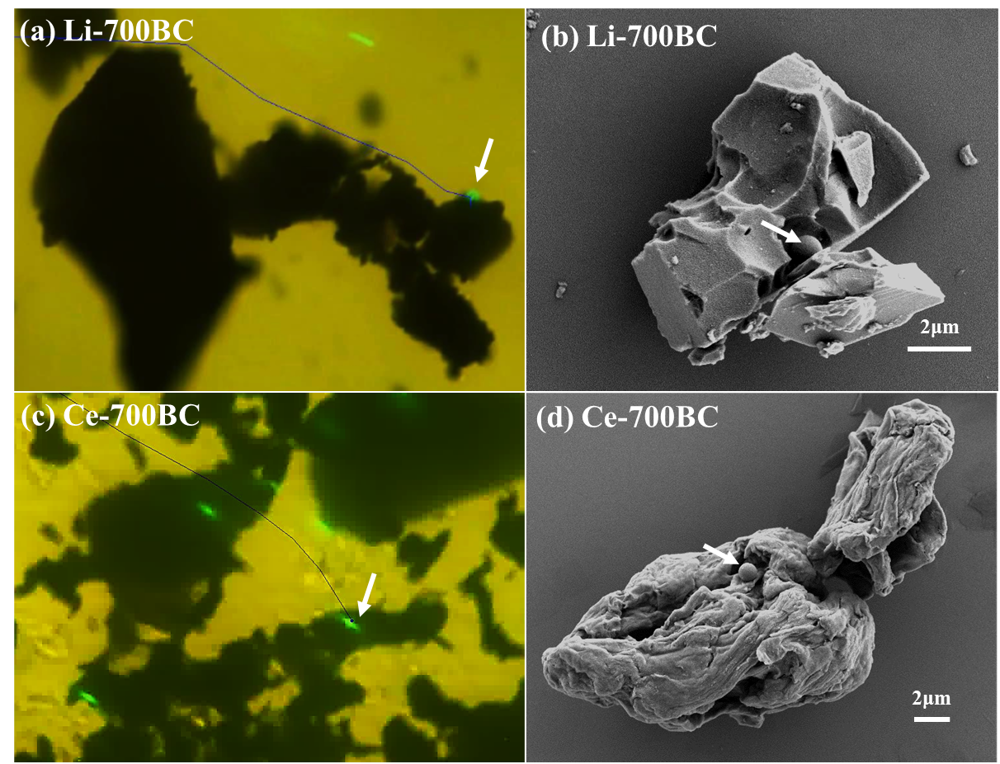 (a) Li-700BC
(b) Li-700BC
2μm
(c) Ce-700BC
(d) Ce-700BC
2μm